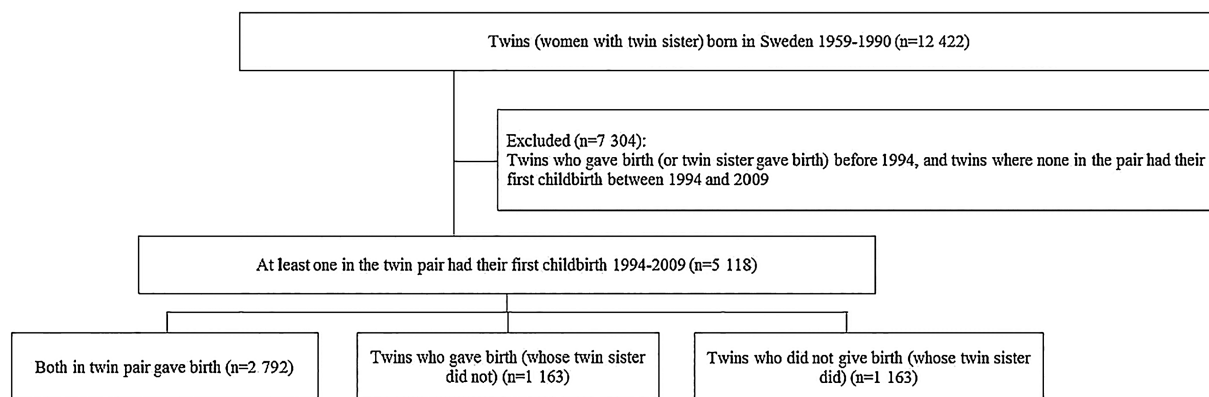 Twins (women with twin sister) born in Sweden 1959-1990 (n=12 422)
Excluded (n=7 304):
Twins who gave birth (or twin sister gave birth) before 1994, and twins where none in the pair had their
first childbirth between 1994 and 2009
At least one in the twin pair had their first childbirth 1994-2009 (n=5 118)
Both in twin pair gave birth (n=2 792)
Twins who gave birth (whose twin sister
did not) (n=1 163)
Twins who did not give birth (whose twin sister
did) (n=1 163)